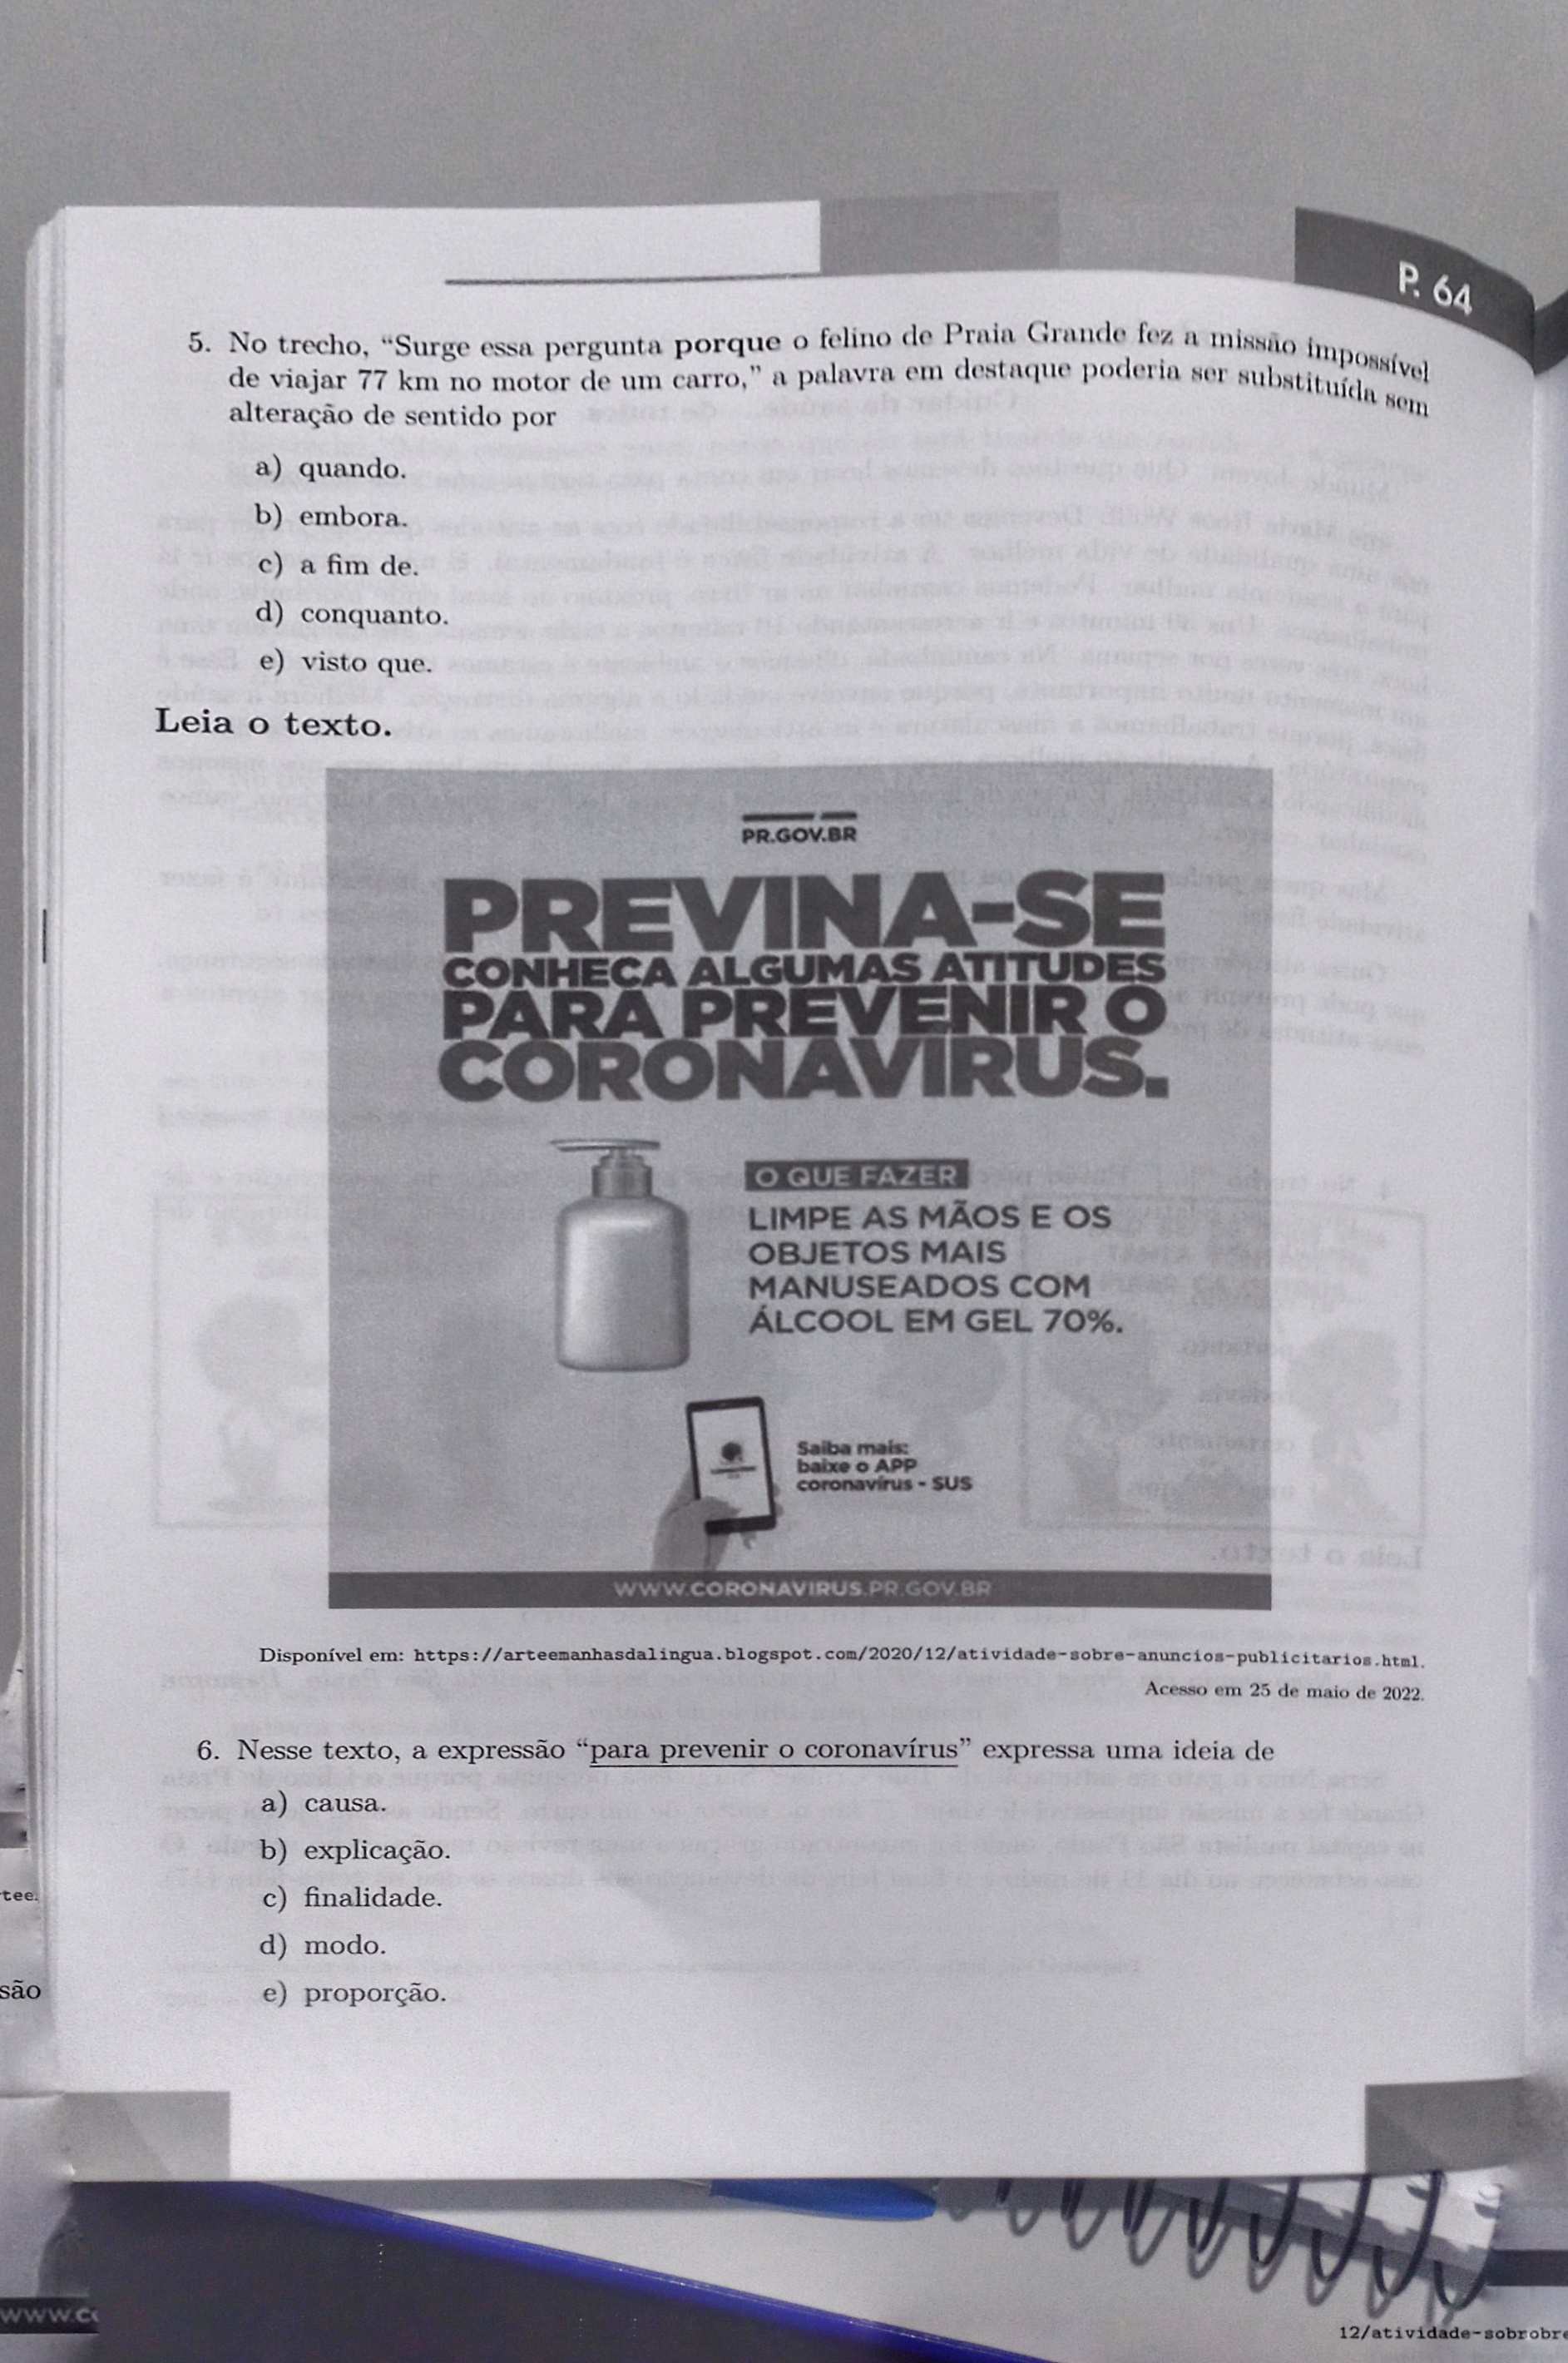 P. 64
5. No trecho, “Surge essa pergunta porque o felino de Praia Grande fez a missão impossível
de viajar 77 km no motor de um carro,” a palavra em destaque poderia ser substituída sem
alteração de sentido por
a) quando.
b) embora.
c) a fim de.
d) conquanto.
e) visto que.
Leia o texto.
PR.GOV.BR
PREVINA-SE
CONHEÇA ALGUMAS ATITUDES
PARA PREVENIR O
CORONAVÍRUS.
O QUE FAZER
LIMPE AS MÃOS E OS
OBJETOS MAIS
MANUSEADOS COM
ÁLCOOL EM GEL 70%.
Saiba mais:
baixe o APP
coronavírus - SUS
WWW.CORONAVIRUS.PR.GOV.BR
Disponível em: https://arteemanhasdalingua.blogspot.com/2020/12/atividade-sobre-anuncios-publicitarios.html.
Acesso em 25 de maio de 2022.
6. Nesse texto, a expressão “para prevenir o coronavírus” expressa uma ideia de
a) causa.
b) explicação.
c) finalidade.
d) modo.
e) proporção.
tee.
são
www.c
12/atividade-sobrobre